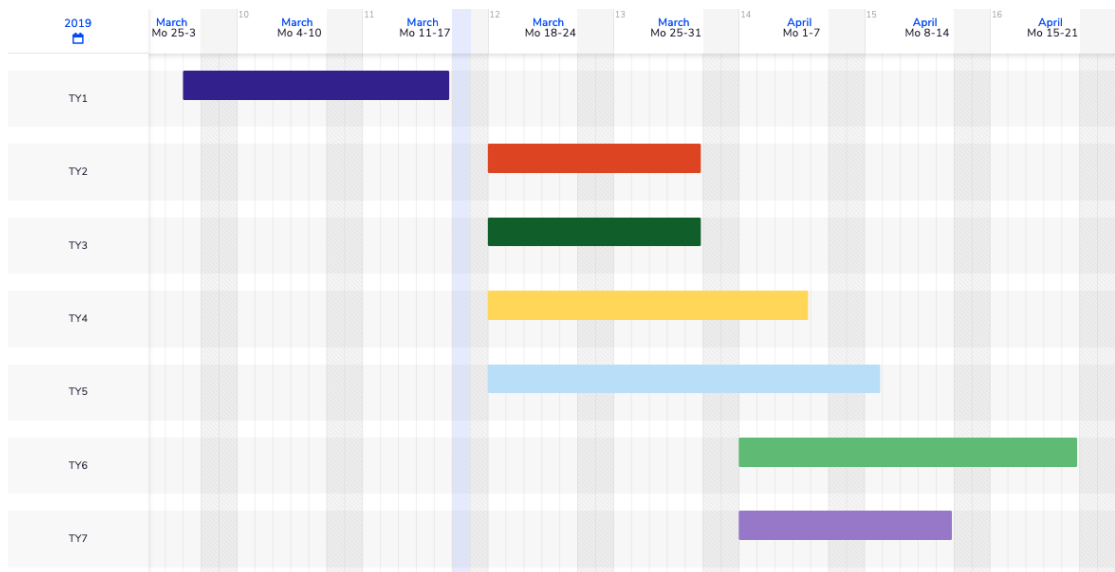 2019
10
11
12
13
14
15
16
March
March
March
March
March
April
April
April
Mo 25-3
Mo 4-10
Mo 11-17
Mo 18-24
Mo 25-31
Mo 1-7
Mo 8-14
Mo 15-21
TY1
TY2
TY3
TY4
TY5
TY6
TY7